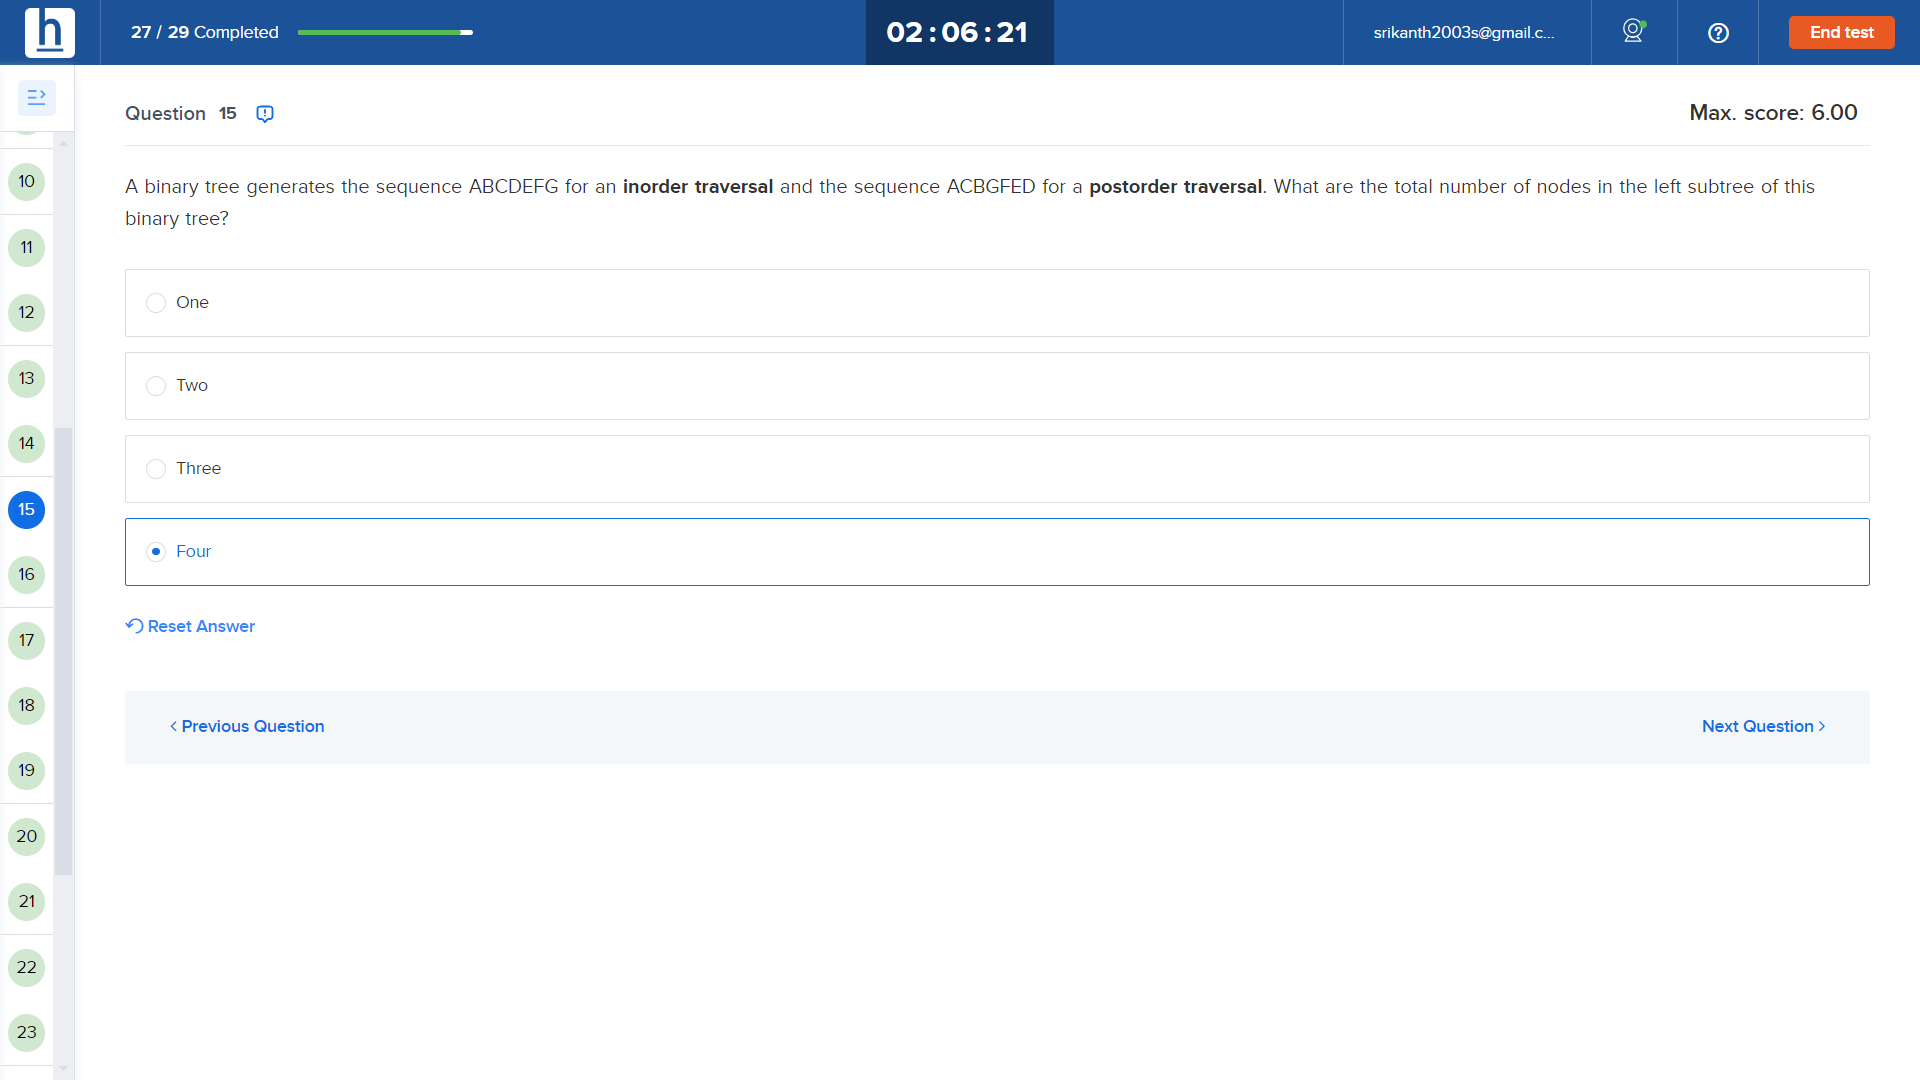 h
27 / 29 Completed
02 : 06 : 21
srikanth2003s@gmail.c...
?
End test
Question 15
Max. score: 6.00
A binary tree generates the sequence ABCDEFG for an inorder traversal and the sequence ACBGFED for a postorder traversal. What are the total number of nodes in the left subtree of this
binary tree?
One
Two
Three
Four
Reset Answer
Previous Question
Next Question
10
11
12
13
14
15
16
17
18
19
20
21
22
23